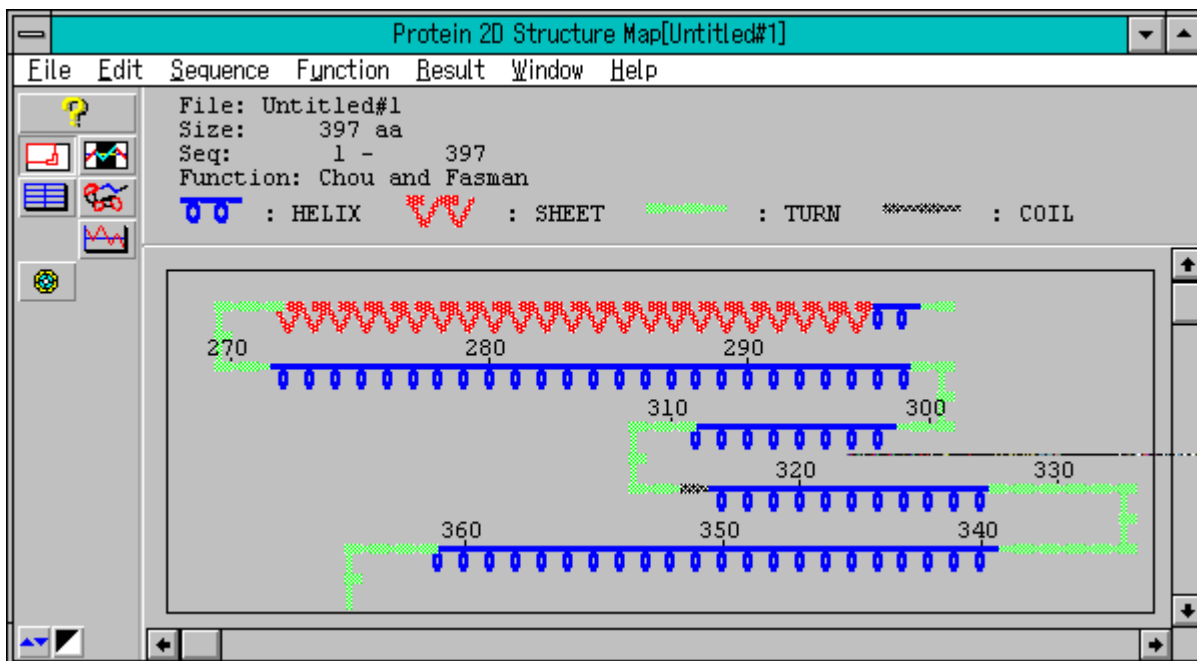 Protein 2D Structure Map[Untitled#1]
File Edit Sequence Function Result Window Help
File: Untitled#1
Size: 397 aa
Seq: 1 - 397
Function: Chou and Fasman
: HELIX : SHEET : TURN : COIL
270 280 290
310 300
320 330
360 350 340